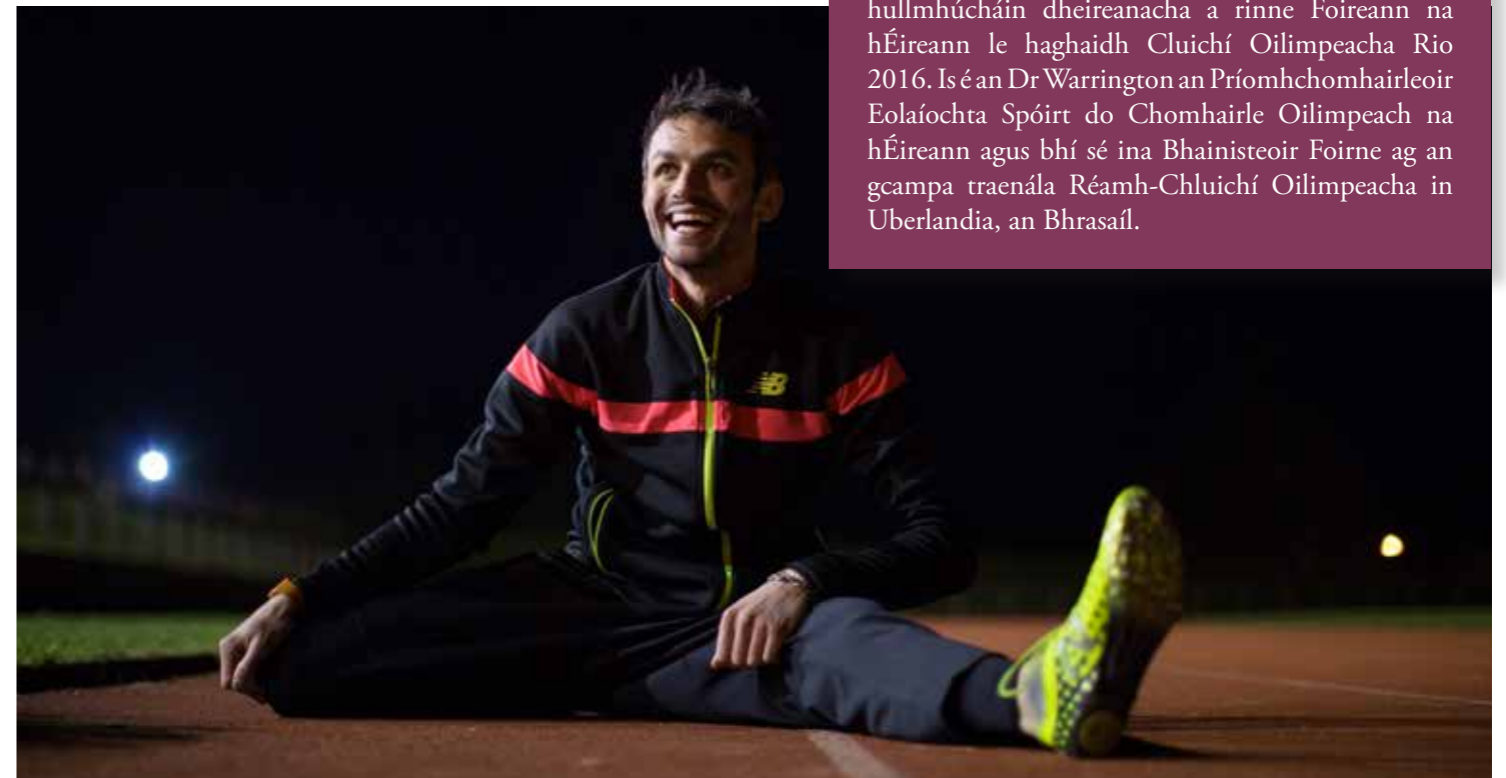 hullmhúcháin dheireanacha a rinne Foireann na
hÉireann le haghaidh Cluichí Oilimpeacha Rio
2016. Is é an Dr Warrington an Príomhchomhairleoir
Eolaíochta Spóirt do Chomhairle Oilimpeach na
hÉireann agus bhí sé ina Bhainisteoir Foirne ag an
gcampa traenála Réamh-Chluichí Oilimpeacha in
Uberlandia, an Bhrasaíl.
NB